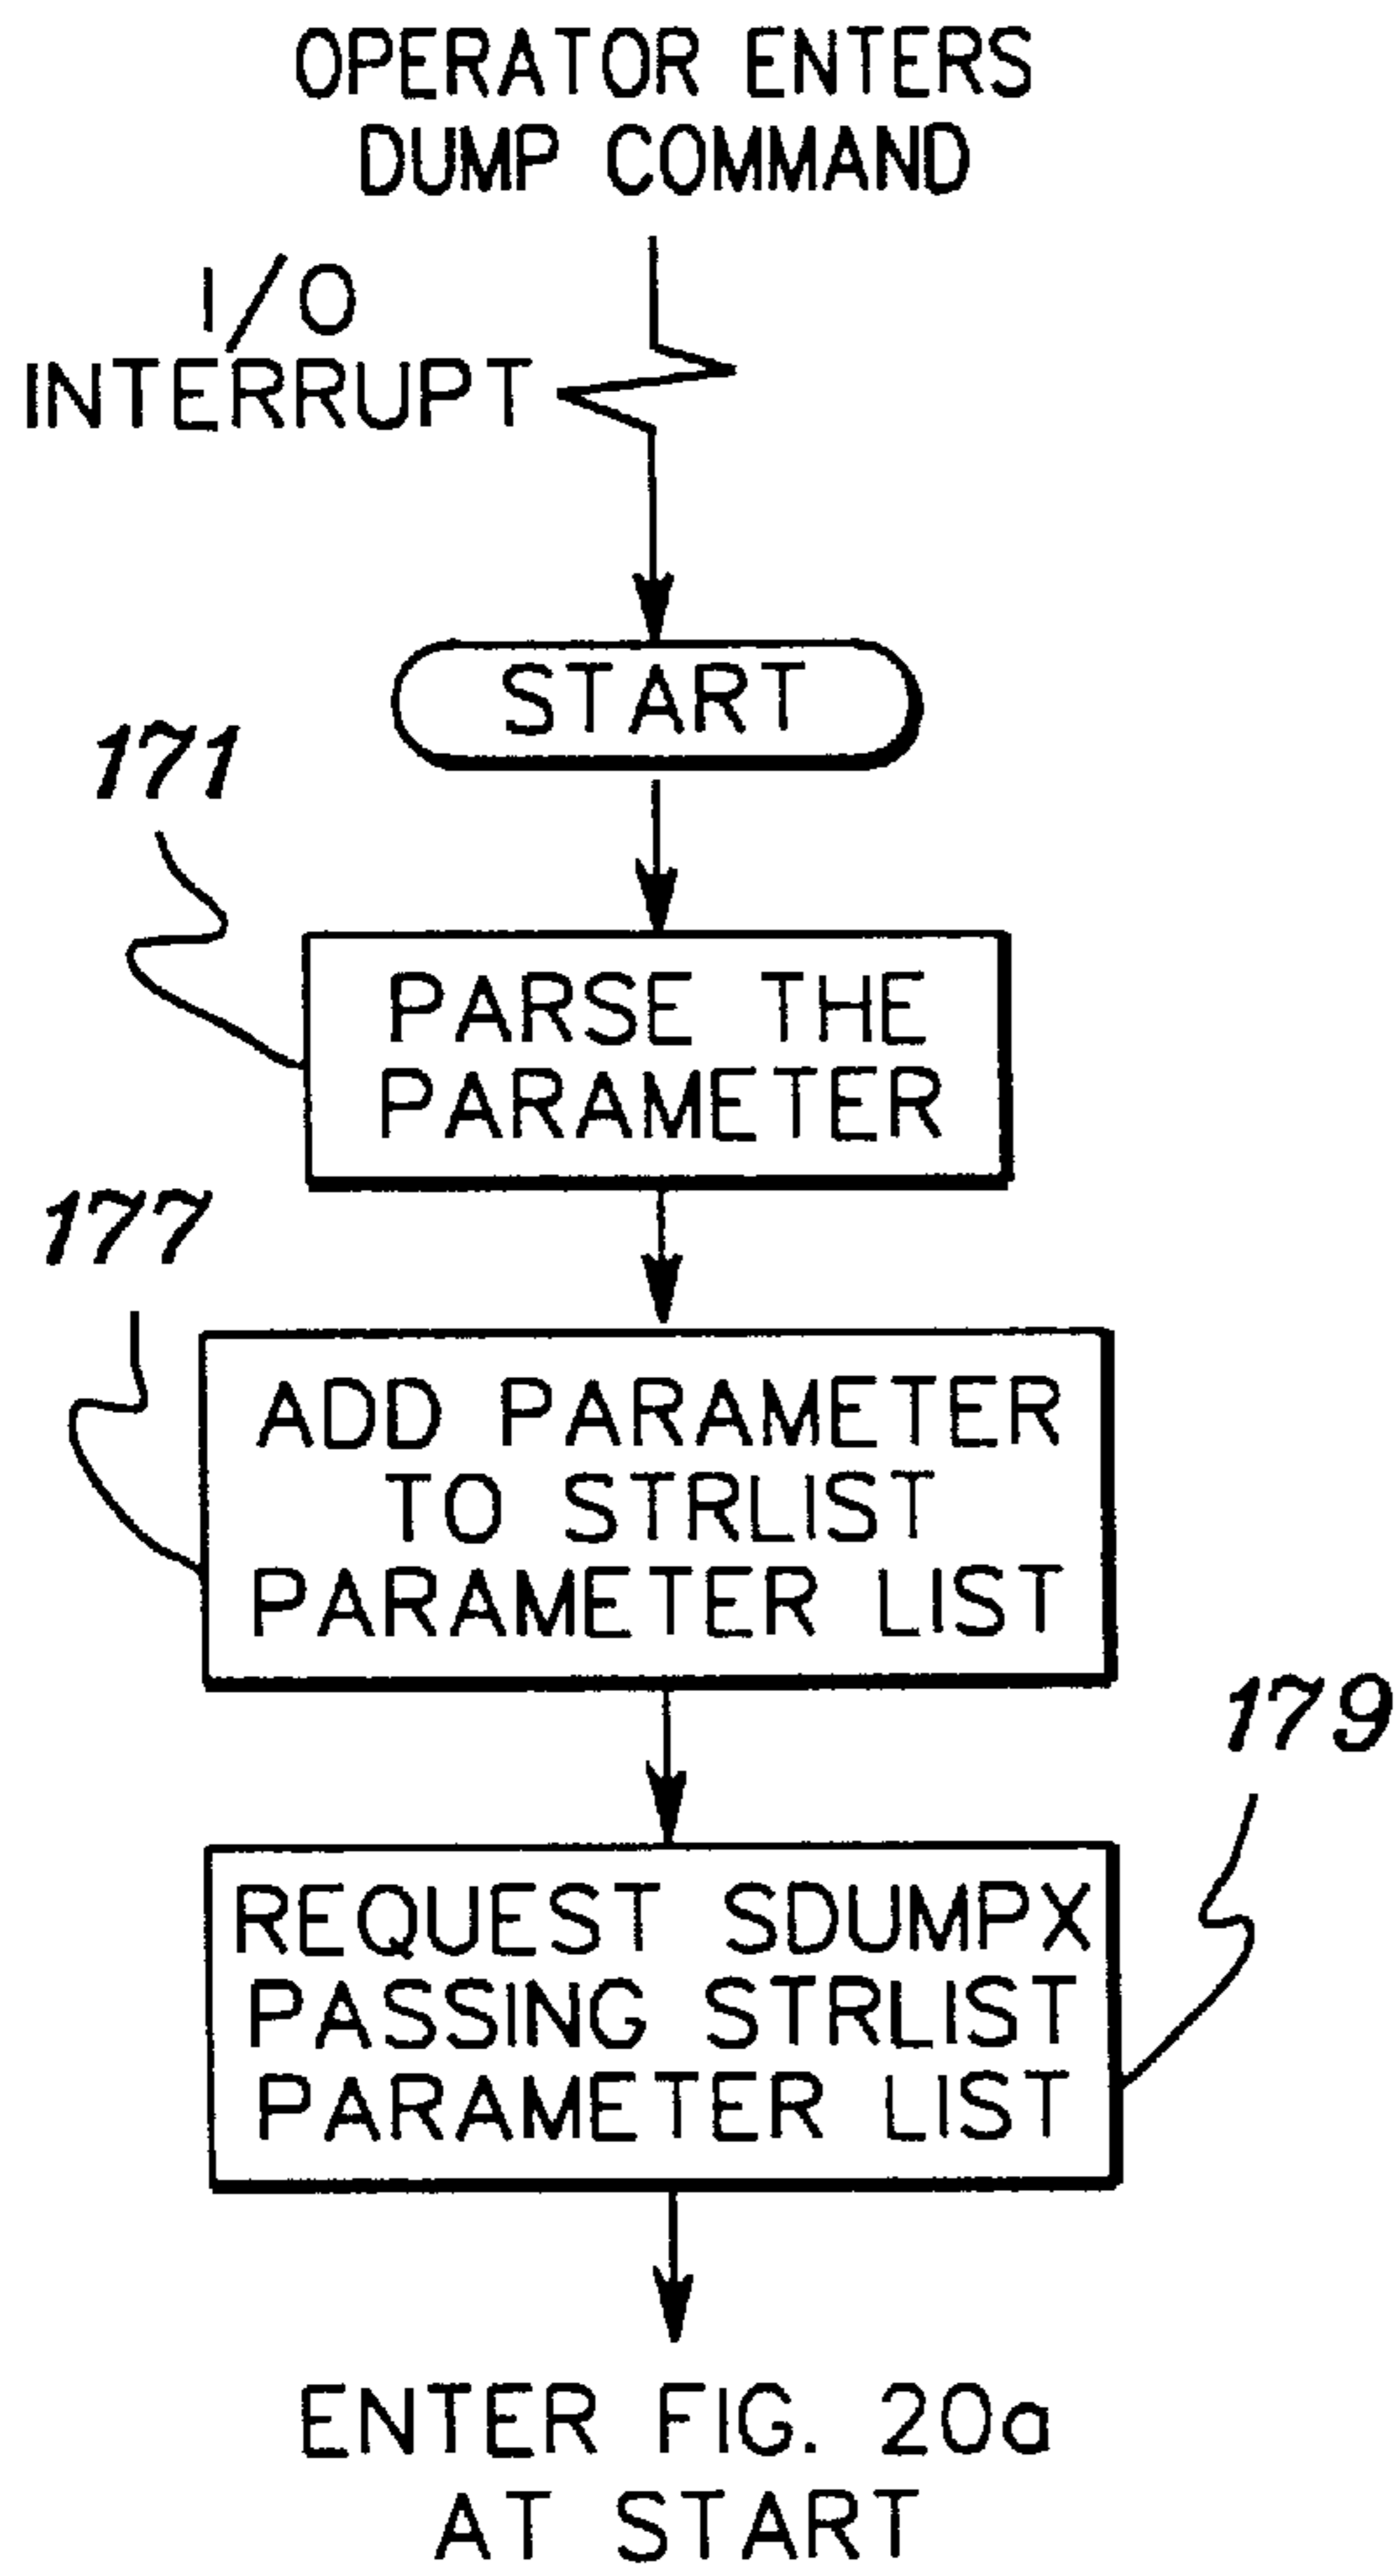 OPERATOR ENTERS
DUMP COMMAND
I/O
INTERRUPT
START
171
PARSE THE
PARAMETER
177
ADD PARAMETER
TO STRLIST
PARAMETER LIST
179
REQUEST SDUMPX
PASSING STRLIST
PARAMETER LIST
ENTER FIG. 20a
AT START